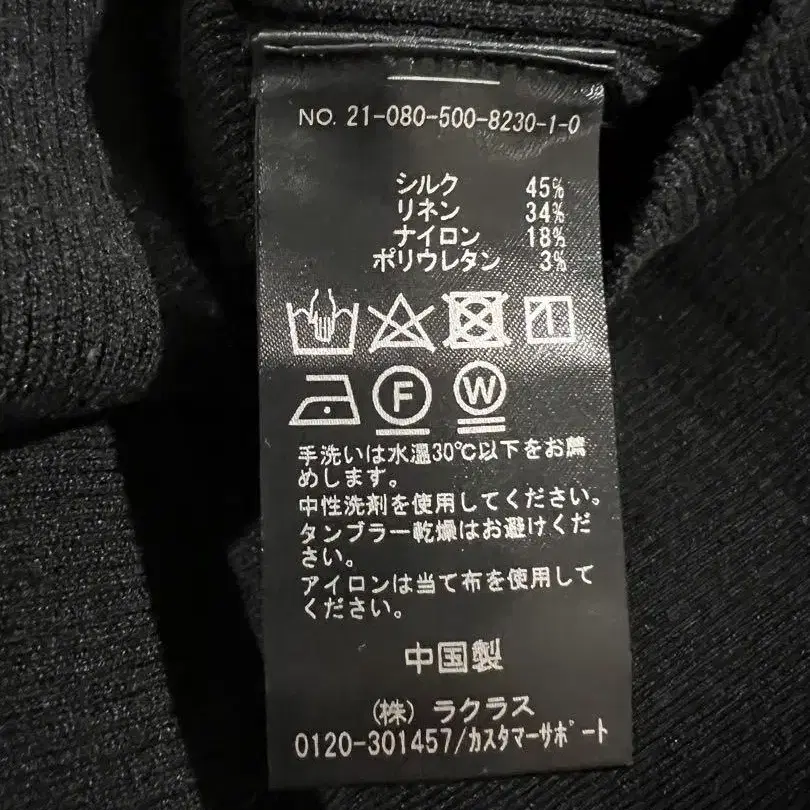 NO. 21-080-500-8230-1-0
シルク 45%
リネン 34%
ナイロン 18%
ポリウレタン 3%
F W
手洗いは水温30℃以下をお薦
めします。
中性洗剤を使用してください。
タンブラー乾燥はお避けくだ
さい。
アイロンは当て布を使用して
ください。
中国製
(株) ラクラス
0120-301457/カスタマーサポート